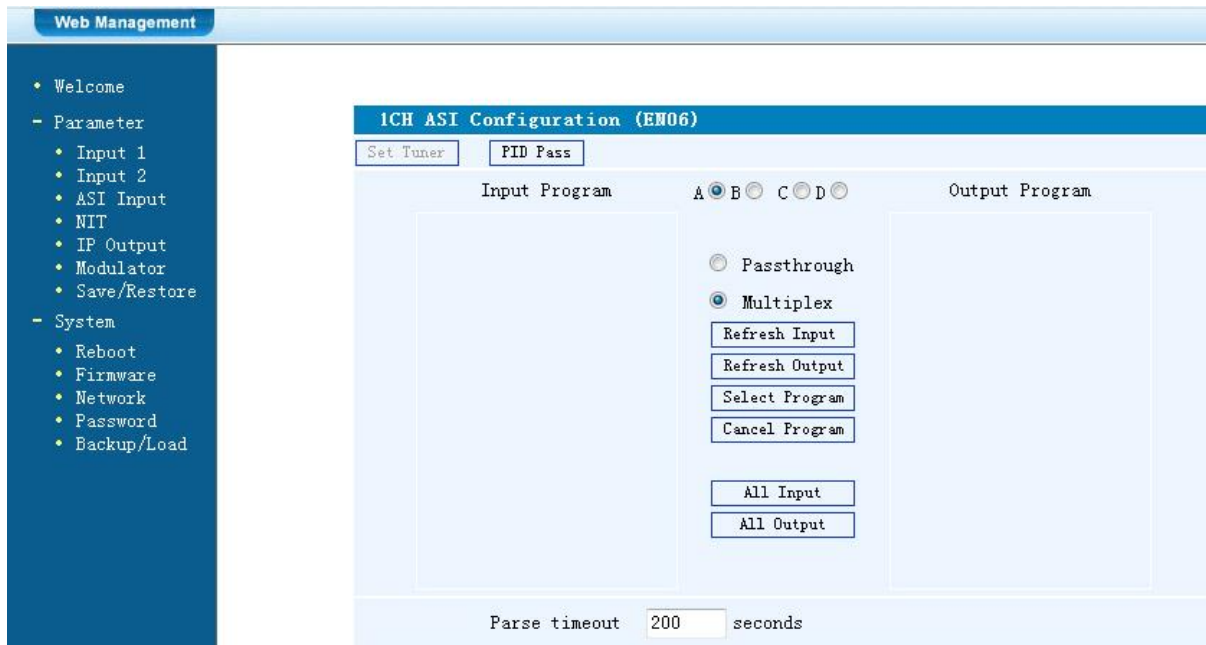 Web Management
Welcome
Parameter
Input 1
Input 2
ASI Input
NIT
IP Output
Modulator
Save/Restore
System
Reboot
Firmware
Network
Password
Backup/Load
1CH ASI Configuration (EN06)
Set Tuner PID Pass
Input Program A B C D Output Program
Passthrough
Multiplex
Refresh Input
Refresh Output
Select Program
Cancel Program
All Input
All Output
Parse timeout 200 seconds